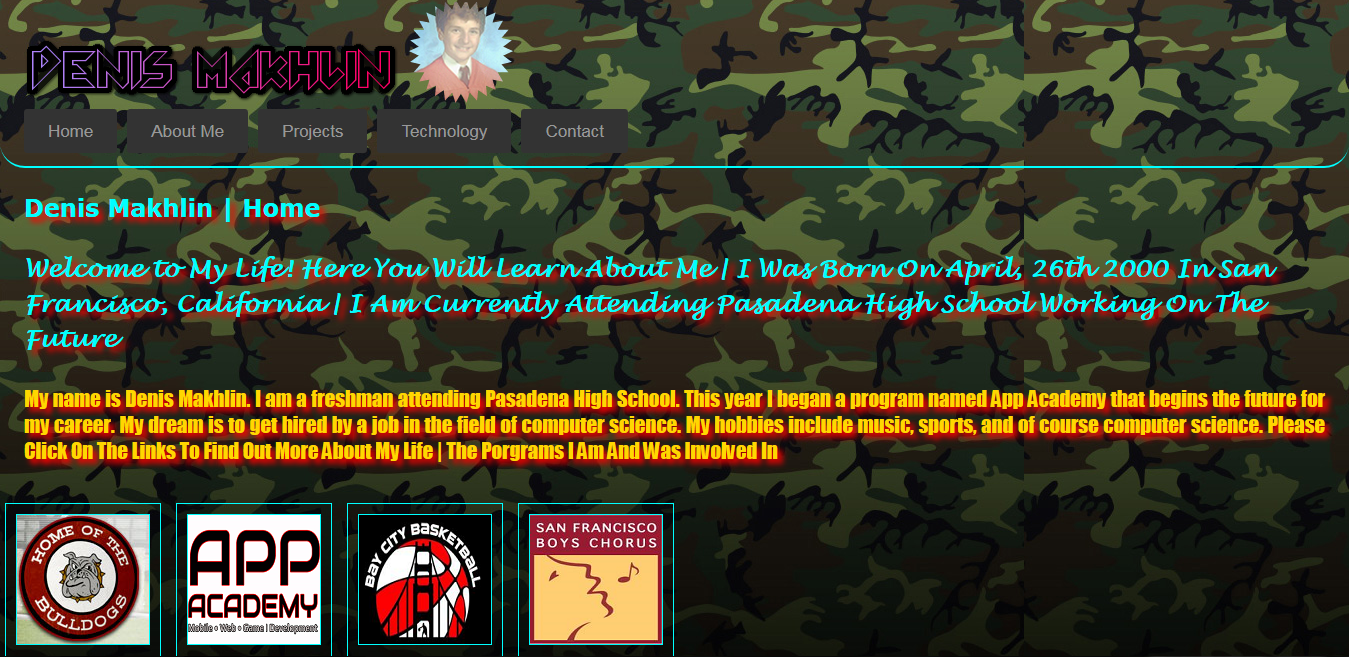 DENIS MAKHLIN
Home About Me Projects Technology Contact
Denis Makhlin | Home
Welcome to My Life! Here You Will Learn About Me | I Was Born On April, 26th 2000 In San
Francisco, California | I Am Currently Attending Pasadena High School Working On The
Future
My name is Denis Makhlin. I am a freshman attending Pasadena High School. This year I began a program named App Academy that begins the future for
my career. My dream is to get hired by a job in the field of computer science. My hobbies include music, sports, and of course computer science. Please
Click On The Links To Find Out More About My Life | The Porgrams I Am And Was Involved In
HOME OF THE
BULLDOGS
APP
ACADEMY
Mobile • Web • Game | Development
BAY CITY BASKETBALL
SAN FRANCISCO
BOYS CHORUS